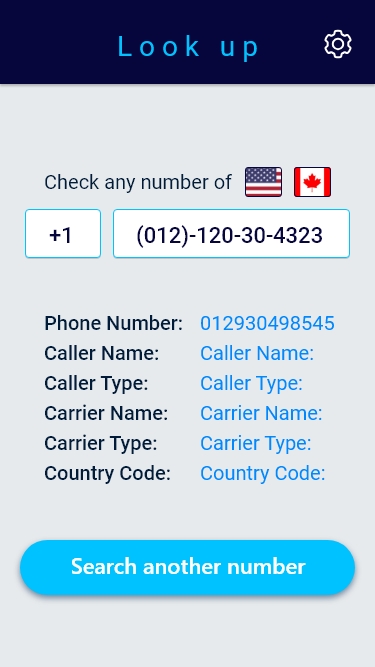 Look up
Check any number of
+1 (012)-120-30-4323
Phone Number: 012930498545
Caller Name: Caller Name:
Caller Type: Caller Type:
Carrier Name: Carrier Name:
Carrier Type: Carrier Type:
Country Code: Country Code:
Search another number